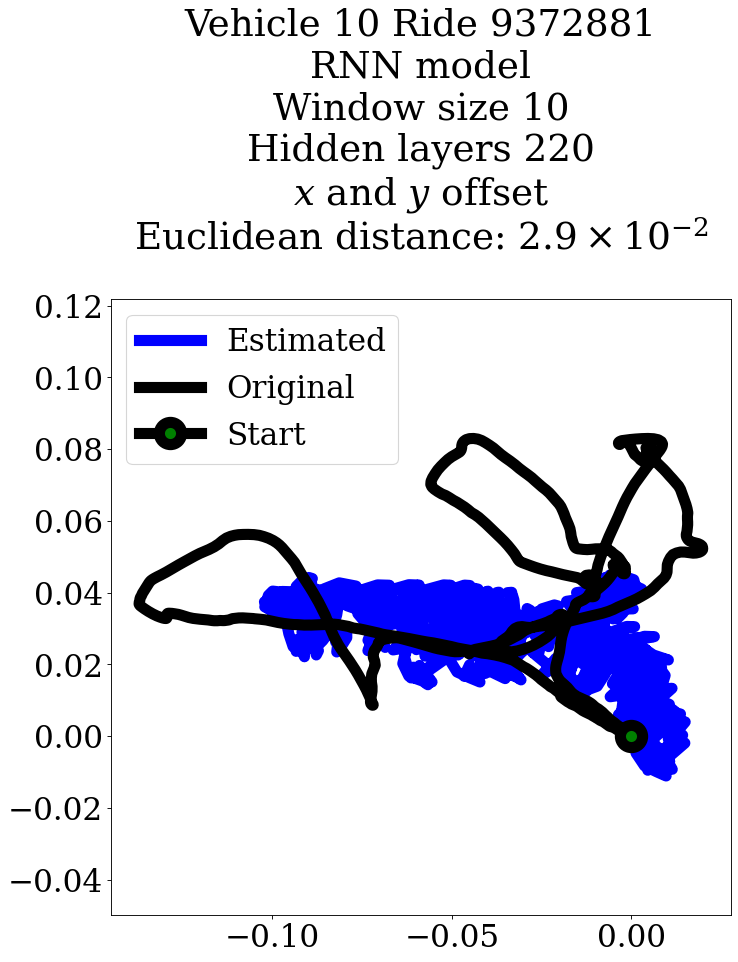 Vehicle 10 Ride 9372881
RNN model
Window size 10
Hidden layers 220
x and y offset
Euclidean distance: 2.9 × 10⁻²
Estimated
Original
Start
0.12
0.10
0.08
0.06
0.04
0.02
0.00
−0.02
−0.04
−0.10 −0.05 0.00